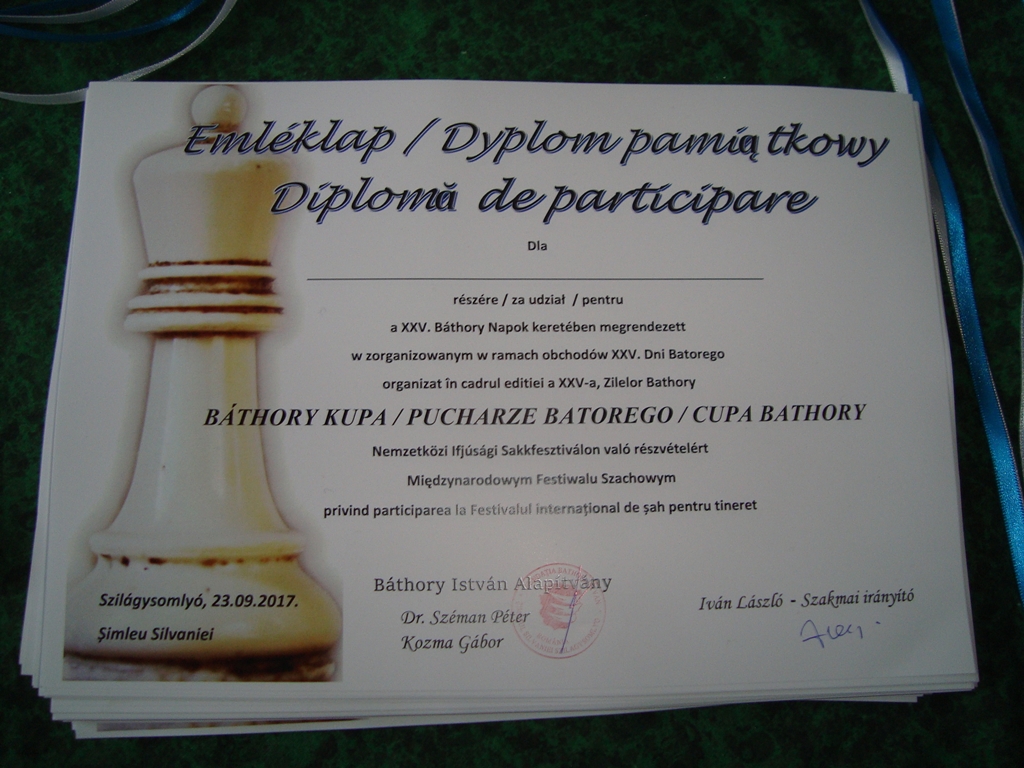 Emléklap / Dyplom pamiątkowy
Diplomă de participare
Dla
részére / za udział / pentru
a XXV. Báthory Napok keretében megrendezett
w zorganizowanym w ramach obchodów XXV. Dni Batorego
organizat în cadrul editiei a XXV-a, Zilelor Bathory
BÁTHORY KUPA / PUCHARZE BATOREGO / CUPA BATHORY
Nemzetközi Ifjúsági Sakkfesztiválon való részvételért
Międzynarodowym Festiwalu Szachowym
privind participarea la Festivalul internațional de șah pentru tineret
Báthory István Alapítvány
Dr. Széman Péter
Kozma Gábor
Iván László - Szakmai irányító
Szilágysomlyó, 23.09.2017.
Șimleu Silvaniei